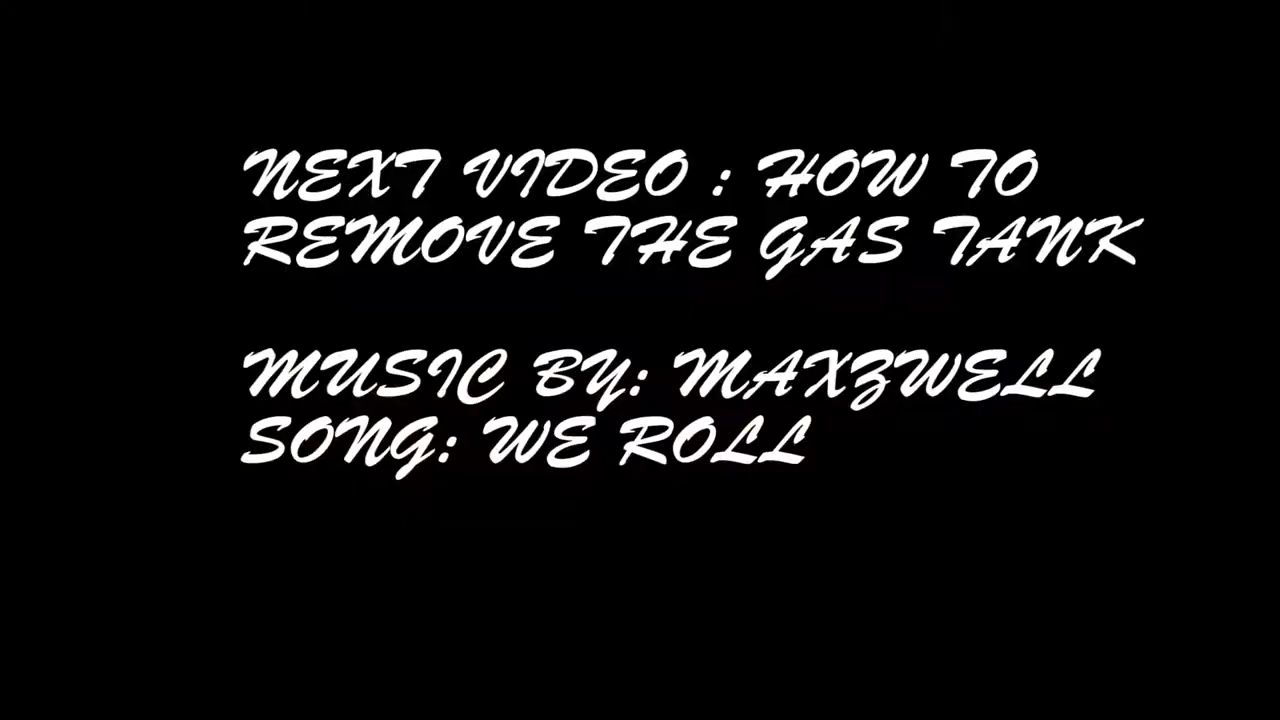 NEXT VIDEO : HOW TO
REMOVE THE GAS TANK
MUSIC BY: MAXZWELL
SONG: WE ROLL